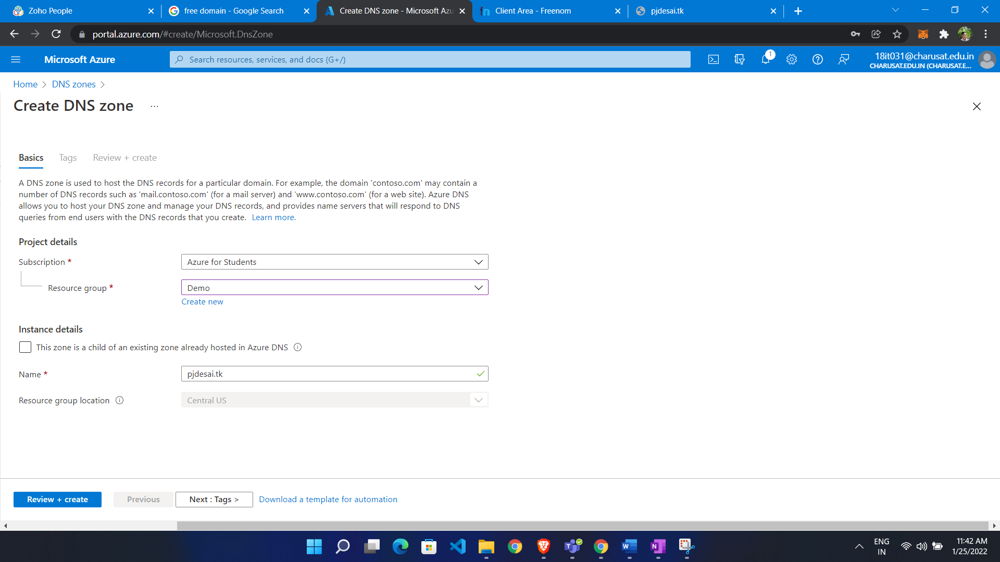 Zoho People
free domain - Google Search
Create DNS zone - Microsoft Azu
Client Area - Freenom
pjdesai.tk
portal.azure.com/#create/Microsoft.DnsZone
Microsoft Azure
Search resources, services, and docs (G+/)
1
18it031@charusat.edu.in
CHARUSAT.EDU.IN (CHARUSAT.E...
Home > DNS zones >
Create DNS zone ...
Basics
Tags
Review + create
A DNS zone is used to host the DNS records for a particular domain. For example, the domain 'contoso.com' may contain a
number of DNS records such as 'mail.contoso.com' (for a mail server) and 'www.contoso.com' (for a web site). Azure DNS
allows you to host your DNS zone and manage your DNS records, and provides name servers that will respond to DNS
queries from end users with the DNS records that you create. Learn more.
Project details
Subscription *
Azure for Students
Resource group *
Demo
Create new
Instance details
This zone is a child of an existing zone already hosted in Azure DNS
Name *
pjdesai.tk
Resource group location
Central US
Review + create
Previous
Next : Tags >
Download a template for automation
ENG
IN
11:42 AM
1/25/2022